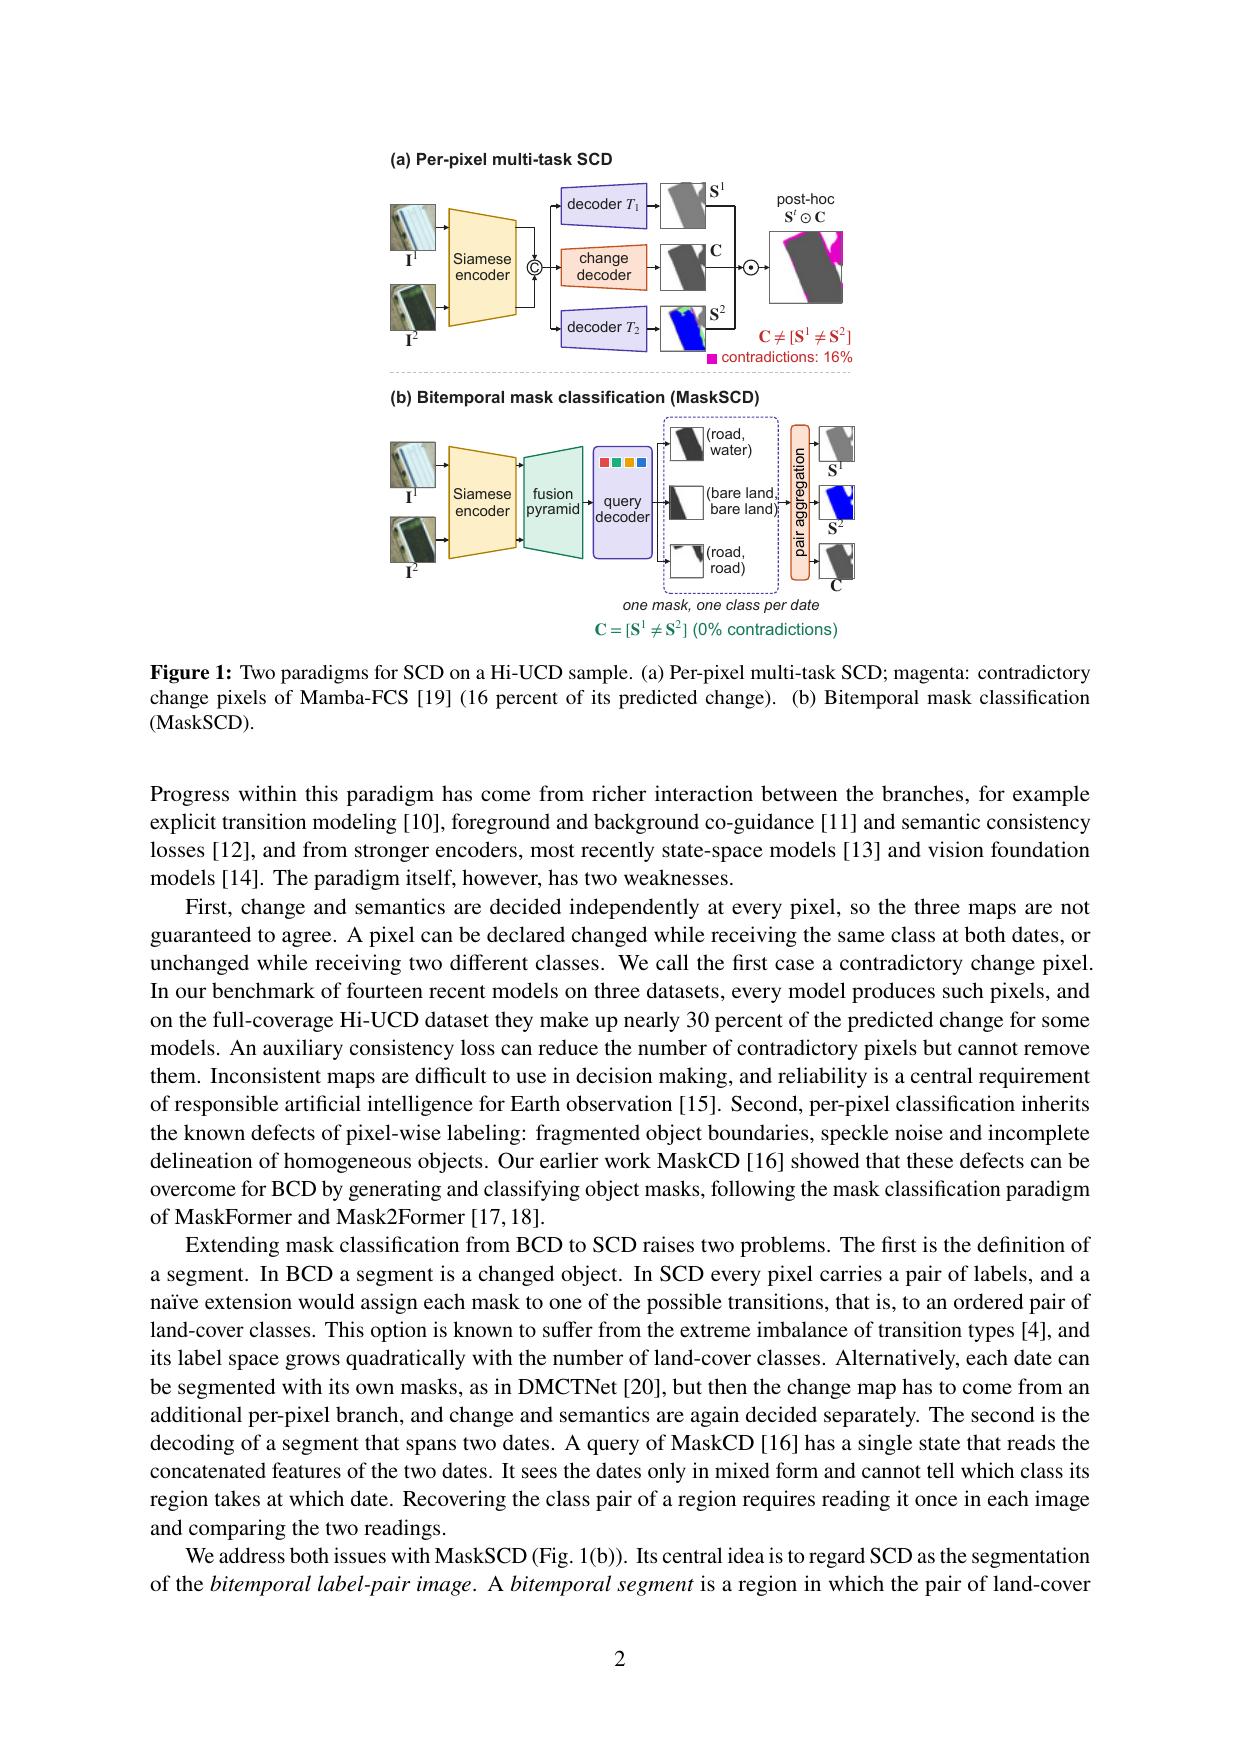 (a) Per-pixel multi-task SCD
I¹
I²
Siamese
encoder
C
decoder T₁
change
decoder
decoder T₂
S¹
C
S²
post-hoc
Sᵗ ⊙ C
C ≠ [S¹ ≠ S²]
contradictions: 16%
(b) Bitemporal mask classification (MaskSCD)
I¹
I²
Siamese
encoder
fusion
pyramid
query
decoder
(road,
water)
(bare land,
bare land)
(road,
road)
pair aggregation
S¹
S²
C
one mask, one class per date
C = [S¹ ≠ S²] (0% contradictions)
Figure 1: Two paradigms for SCD on a Hi-UCD sample. (a) Per-pixel multi-task SCD; magenta: contradictory
change pixels of Mamba-FCS [19] (16 percent of its predicted change). (b) Bitemporal mask classification
(MaskSCD).
Progress within this paradigm has come from richer interaction between the branches, for example
explicit transition modeling [10], foreground and background co-guidance [11] and semantic consistency
losses [12], and from stronger encoders, most recently state-space models [13] and vision foundation
models [14]. The paradigm itself, however, has two weaknesses.
First, change and semantics are decided independently at every pixel, so the three maps are not
guaranteed to agree. A pixel can be declared changed while receiving the same class at both dates, or
unchanged while receiving two different classes. We call the first case a contradictory change pixel.
In our benchmark of fourteen recent models on three datasets, every model produces such pixels, and
on the full-coverage Hi-UCD dataset they make up nearly 30 percent of the predicted change for some
models. An auxiliary consistency loss can reduce the number of contradictory pixels but cannot remove
them. Inconsistent maps are difficult to use in decision making, and reliability is a central requirement
of responsible artificial intelligence for Earth observation [15]. Second, per-pixel classification inherits
the known defects of pixel-wise labeling: fragmented object boundaries, speckle noise and incomplete
delineation of homogeneous objects. Our earlier work MaskCD [16] showed that these defects can be
overcome for BCD by generating and classifying object masks, following the mask classification paradigm
of MaskFormer and Mask2Former [17, 18].
Extending mask classification from BCD to SCD raises two problems. The first is the definition of
a segment. In BCD a segment is a changed object. In SCD every pixel carries a pair of labels, and a
naïve extension would assign each mask to one of the possible transitions, that is, to an ordered pair of
land-cover classes. This option is known to suffer from the extreme imbalance of transition types [4], and
its label space grows quadratically with the number of land-cover classes. Alternatively, each date can
be segmented with its own masks, as in DMCTNet [20], but then the change map has to come from an
additional per-pixel branch, and change and semantics are again decided separately. The second is the
decoding of a segment that spans two dates. A query of MaskCD [16] has a single state that reads the
concatenated features of the two dates. It sees the dates only in mixed form and cannot tell which class its
region takes at which date. Recovering the class pair of a region requires reading it once in each image
and comparing the two readings.
We address both issues with MaskSCD (Fig. 1(b)). Its central idea is to regard SCD as the segmentation
of the bitemporal label-pair image. A bitemporal segment is a region in which the pair of land-cover
2